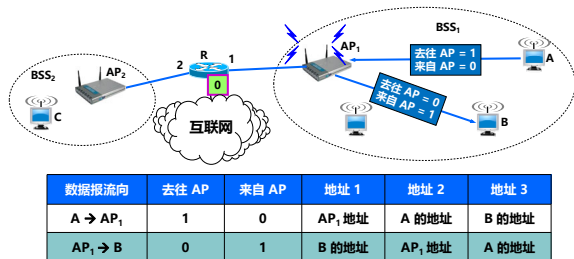 BSS₁
R
AP₁
2
1
去往 AP = 1
来自 AP = 0
A
BSS₂
AP₂
0
去往 AP = 0
来自 AP = 1
C
互联网
B
数据报流向 去往 AP 来自 AP 地址 1 地址 2 地址 3
A → AP₁ 1 0 AP₁ 地址 A 的地址 B 的地址
AP₁ → B 0 1 B 的地址 AP₁ 地址 A 的地址